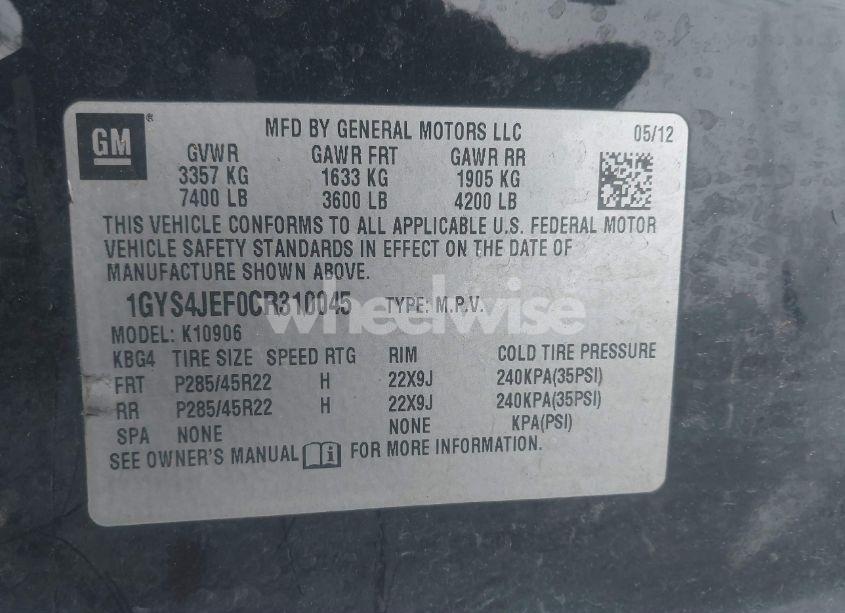 GM ®
MFD BY GENERAL MOTORS LLC 05/12
GVWR GAWR FRT GAWR RR
3357 KG 1633 KG 1905 KG
7400 LB 3600 LB 4200 LB
THIS VEHICLE CONFORMS TO ALL APPLICABLE U.S. FEDERAL MOTOR
VEHICLE SAFETY STANDARDS IN EFFECT ON THE DATE OF
MANUFACTURE SHOWN ABOVE.
1GYS4JEF0CR310045 TYPE: M.P.V.
wheelwise
MODEL: K10906
KBG4 TIRE SIZE SPEED RTG RIM COLD TIRE PRESSURE
FRT P285/45R22 H 22X9J 240KPA(35PSI)
RR P285/45R22 H 22X9J 240KPA(35PSI)
SPA NONE NONE KPA(PSI)
SEE OWNER'S MANUAL i FOR MORE INFORMATION.